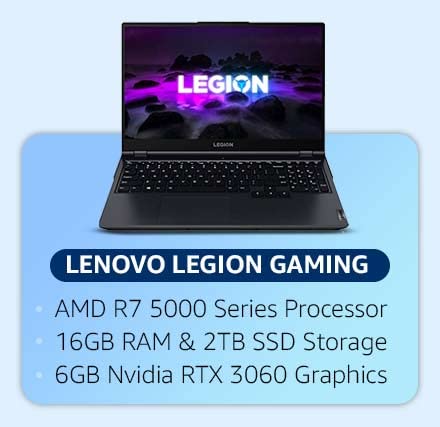 LEGION
LEGION
LENOVO LEGION GAMING
• AMD R7 5000 Series Processor
• 16GB RAM & 2TB SSD Storage
• 6GB Nvidia RTX 3060 Graphics